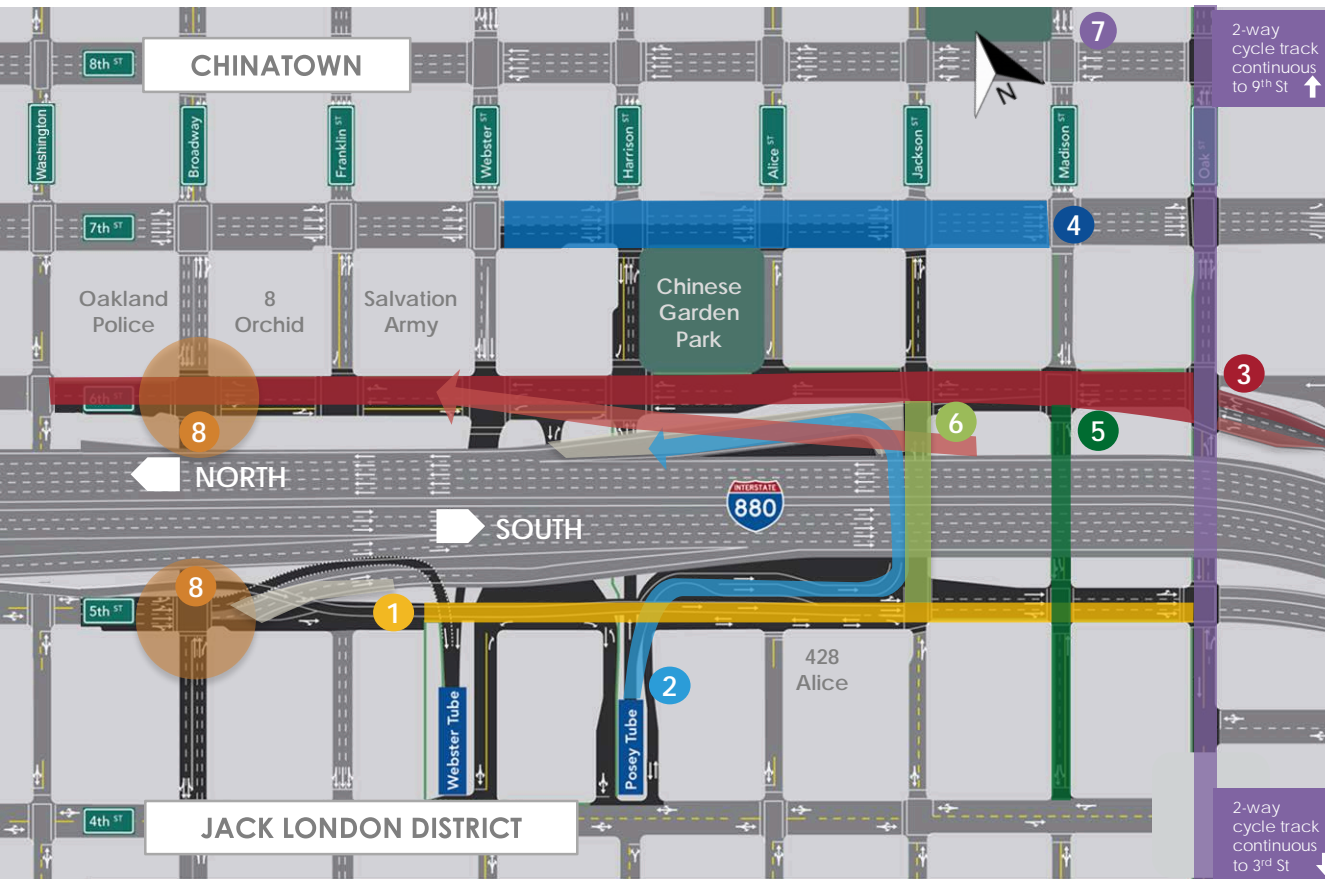 7
2-way
cycle track
continuous
to 9th St
8th ST
CHINATOWN
N
Washington
Broadway
Franklin ST
Webster ST
Harrison ST
Alice ST
Jackson ST
Madison ST
Oak ST
7th ST
4
Oakland
Police
8
Orchid
Salvation
Army
Chinese
Garden
Park
3
6th ST
8
6
5
NORTH
INTERSTATE
880
SOUTH
8
5th ST
1
428
Alice
2
Webster Tube
Posey Tube
4th ST
JACK LONDON DISTRICT
2-way
cycle track
continuous
to 3rd St